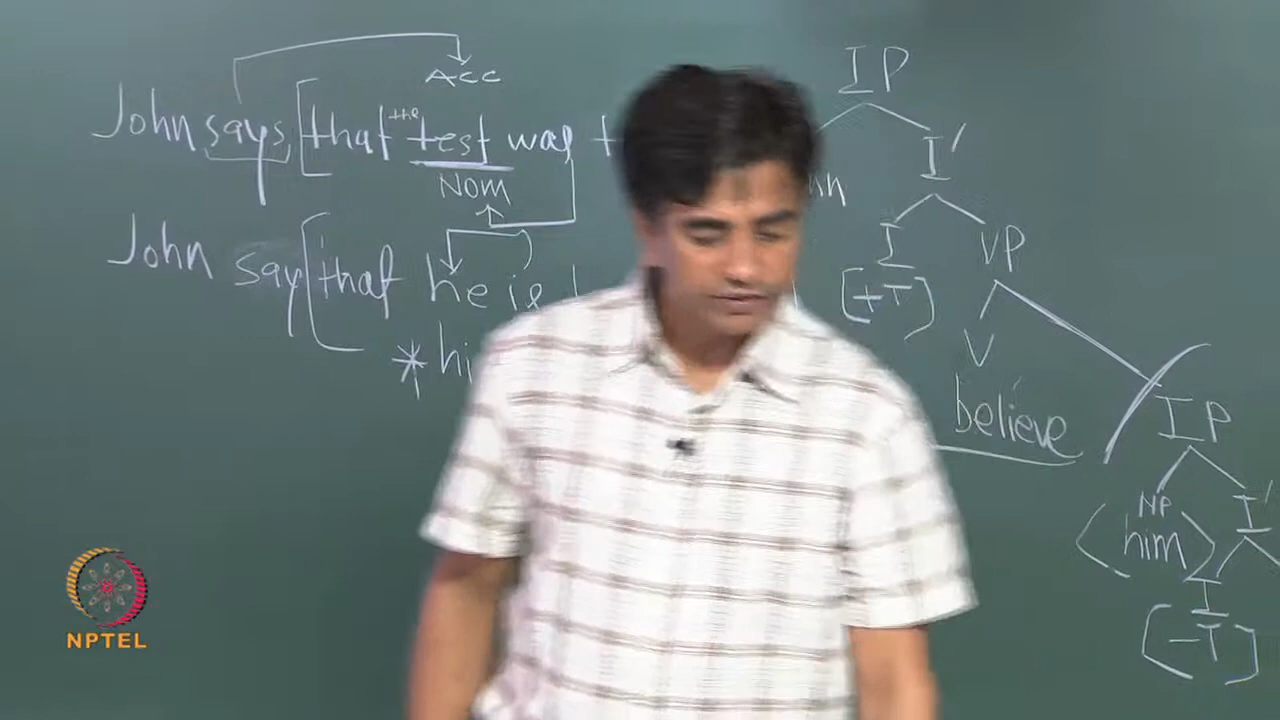 ACC
John says [that the test was
Nom
John say [that he is
*hi
IP
I'
I VP
[+T]
V
believe
IP
NP I'
him
I
[-T]
NPTEL